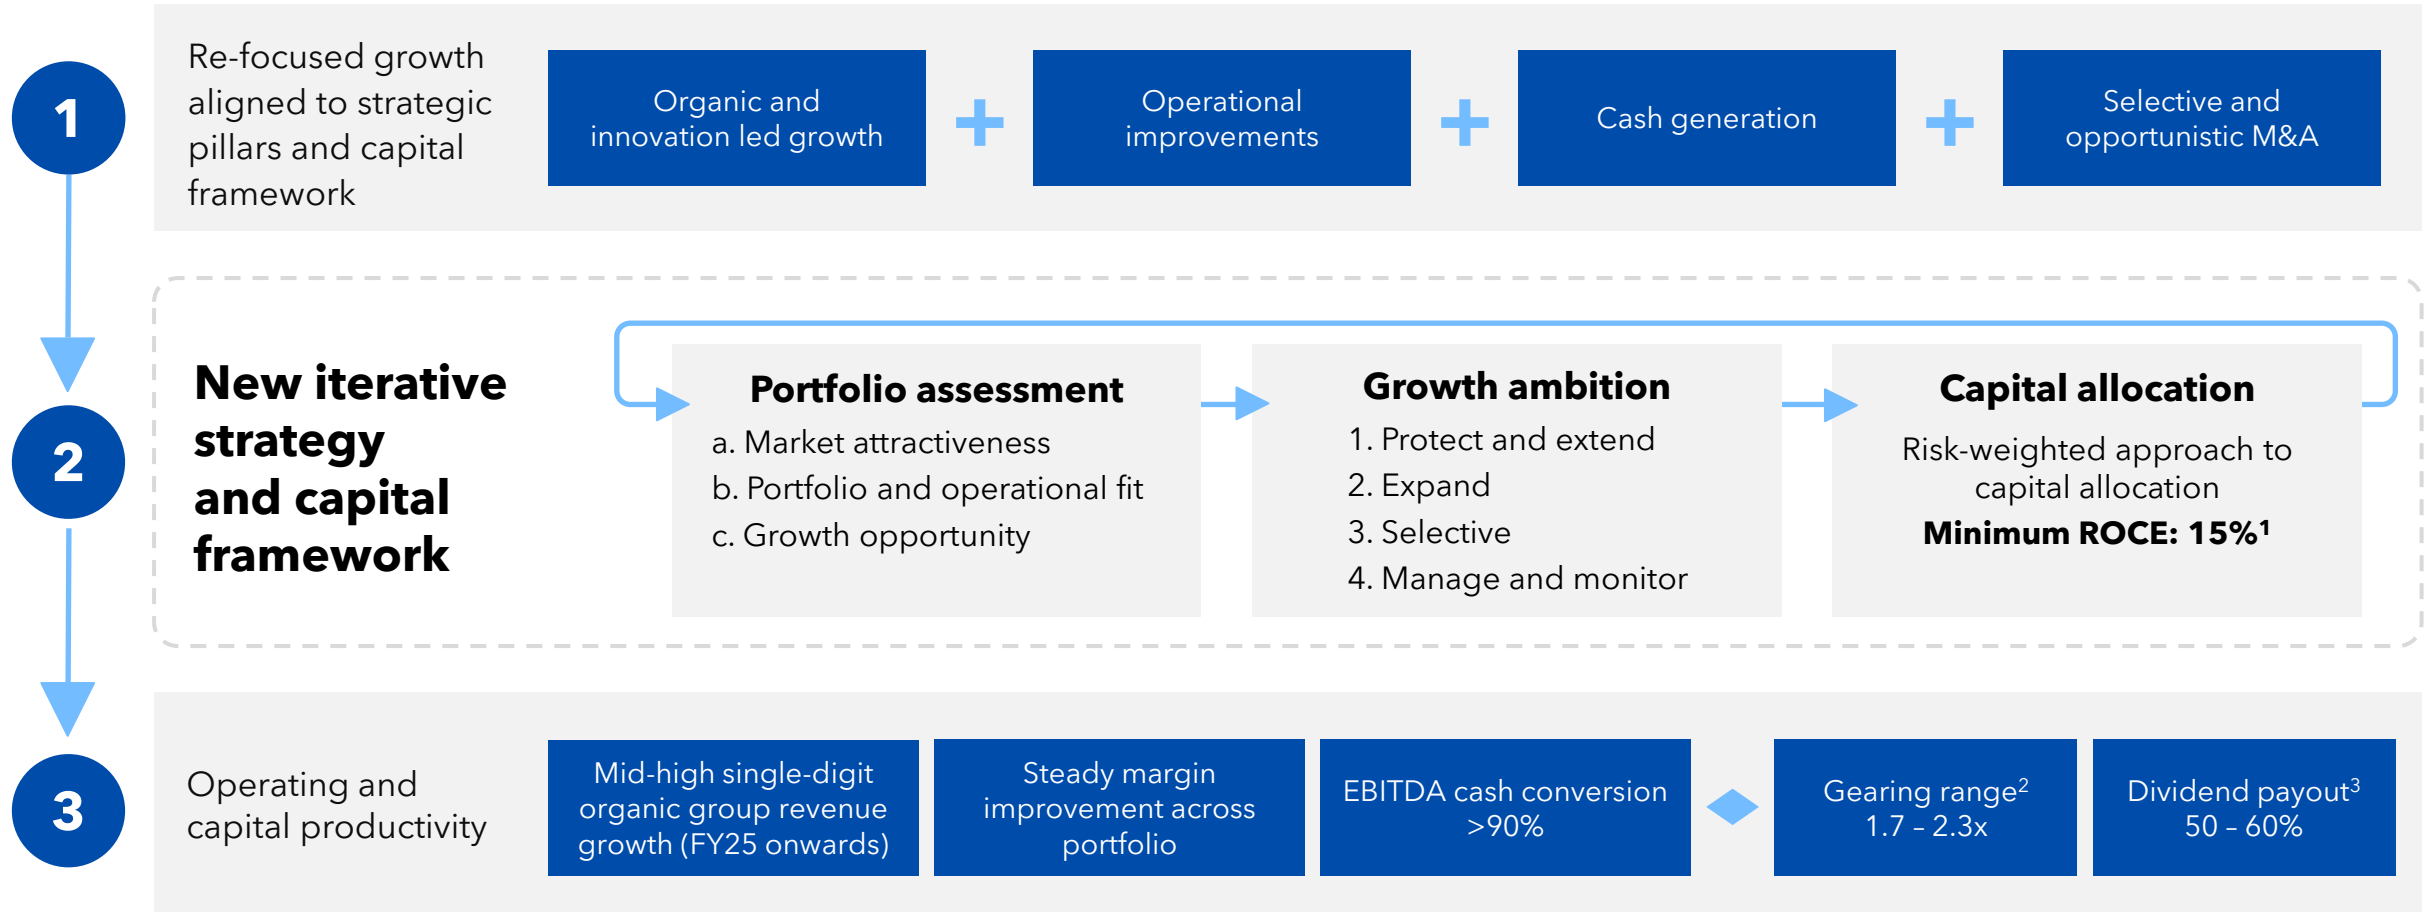 1
Re-focused growth
aligned to strategic
pillars and capital
framework
Organic and
innovation led growth
Operational
improvements
Cash generation
Selective and
opportunistic M&A
2
New iterative
strategy
and capital
framework
Portfolio assessment
a. Market attractiveness
b. Portfolio and operational fit
c. Growth opportunity
Growth ambition
1. Protect and extend
2. Expand
3. Selective
4. Manage and monitor
Capital allocation
Risk-weighted approach to
capital allocation
Minimum ROCE: 15%¹
3
Operating and
capital productivity
Mid-high single-digit
organic group revenue
growth (FY25 onwards)
Steady margin
improvement across
portfolio
EBITDA cash conversion
>90%
Gearing range²
1.7 – 2.3x
Dividend payout³
50 – 60%